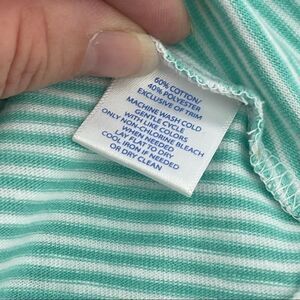 60% COTTON/
40% POLYESTER
EXCLUSIVE OF TRIM
MACHINE WASH COLD
GENTLE CYCLE
WITH LIKE COLORS
ONLY NON-CHLORINE BLEACH
WHEN NEEDED
LAY FLAT TO DRY
COOL IRON IF NEEDED
OR DRY CLEAN